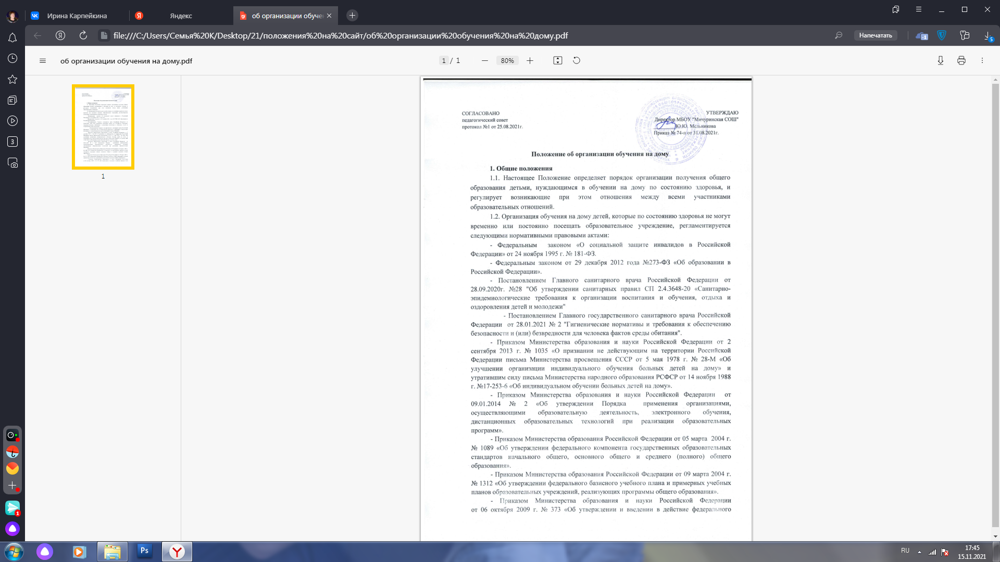 Ирина Карпейкина
Яндекс
об организации обучен
file:///C:/Users/Семья%20K/Desktop/21/положения%20на%20сайт/об%20организации%20обучения%20на%20дому.pdf
Напечатать
-1
5
об организации обучения на дому.pdf
1 / 1
80%
1
3
СОГЛАСОВАНО
педагогический совет
протокол №1 от 25.08.2021г.
УТВЕРЖДАЮ
Директор МБОУ "Мичуринская СОШ"
Ю.Ю. Мельникова
Приказ № 74-п от 31.08.2021г.
Положение об организации обучения на дому
1. Общие положения
1.1. Настоящее Положение определяет порядок организации получения общего
образования детьми, нуждающимся в обучении на дому по состоянию здоровья, и
регулирует возникающие при этом отношения между всеми участниками
образовательных отношений.
1.2. Организация обучения на дому детей, которые по состоянию здоровья не могут
временно или постоянно посещать образовательное учреждение, регламентируется
следующими нормативными правовыми актами:
- Федеральным законом «О социальной защите инвалидов в Российской
Федерации» от 24 ноября 1995 г. № 181-ФЗ.
- Федеральным законом от 29 декабря 2012 года №273-ФЗ «Об образовании в
Российской Федерации».
- Постановлением Главного санитарного врача Российской Федерации от
28.09.2020г. №28 "Об утверждении санитарных правил СП 2.4.3648-20 «Санитарно-
эпидемиологические требования к организации воспитания и обучения, отдыха и
оздоровления детей и молодежи"
- Постановлением Главного государственного санитарного врача Российской
Федерации от 28.01.2021 № 2 "Гигиенические нормативы и требования к обеспечению
безопасности и (или) безвредности для человека фактов среды обитания".
- Приказом Министерства образования и науки Российской Федерации от 2
сентября 2013 г. № 1035 «О признании не действующим на территории Российской
Федерации письма Министерства просвещения СССР от 5 мая 1978 г. № 28-М «Об
улучшении организации индивидуального обучения больных детей на дому» и
утратившим силу письма Министерства народного образования РСФСР от 14 ноября 1988
г. №17-253-6 «Об индивидуальном обучении больных детей на дому».
- Приказом Министерства образования и науки Российской Федерации от
09.01.2014 № 2 «Об утверждении Порядка применения организациями,
осуществляющими образовательную деятельность, электронного обучения,
дистанционных образовательных технологий при реализации образовательных
программ».
- Приказом Министерства образования Российской Федерации от 05 марта 2004 г.
№ 1089 «Об утверждении федерального компонента государственных образовательных
стандартов начального общего, основного общего и среднего (полного) общего
образования».
- Приказом Министерства образования Российской Федерации от 09 марта 2004 г.
№ 1312 «Об утверждении федерального базисного учебного плана и примерных учебных
планов образовательных учреждений, реализующих программы общего образования».
- Приказом Министерства образования и науки Российской Федерации
от 06 октября 2009 г. № 373 «Об утверждении и введении в действие федерального
1
Ps
RU
17:45
15.11.2021